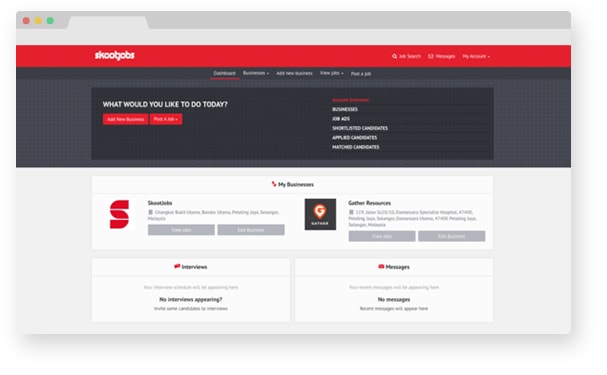 skootjobs
Job Search
Messages
My Account
Dashboard
Businesses
Add new business
View jobs
Post a job
WHAT WOULD YOU LIKE TO DO TODAY?
Add New Business
Post A Job
Account Overview
BUSINESSES
JOB ADS
SHORTLISTED CANDIDATES
APPLIED CANDIDATES
MATCHED CANDIDATES
My Businesses
SkootJobs
Changkat Bukit Utama, Bandar Utama, Petaling Jaya, Selangor,
Malaysia
View Jobs
Edit Business
GATHER
Gather Resources
119, Jalan SS20/10, Damansara Specialist Hospital, 47400,
Petaling Jaya, Selangor, Damansara Utama, 47400 Petaling Jaya,
Selangor, Malaysia
View Jobs
Edit Business
Interviews
Your interview schedule will be appearing here
No interviews appearing?
Invite some candidates to interviews
Messages
Your recent messages will be appearing here
No messages
Recent messages will appear here